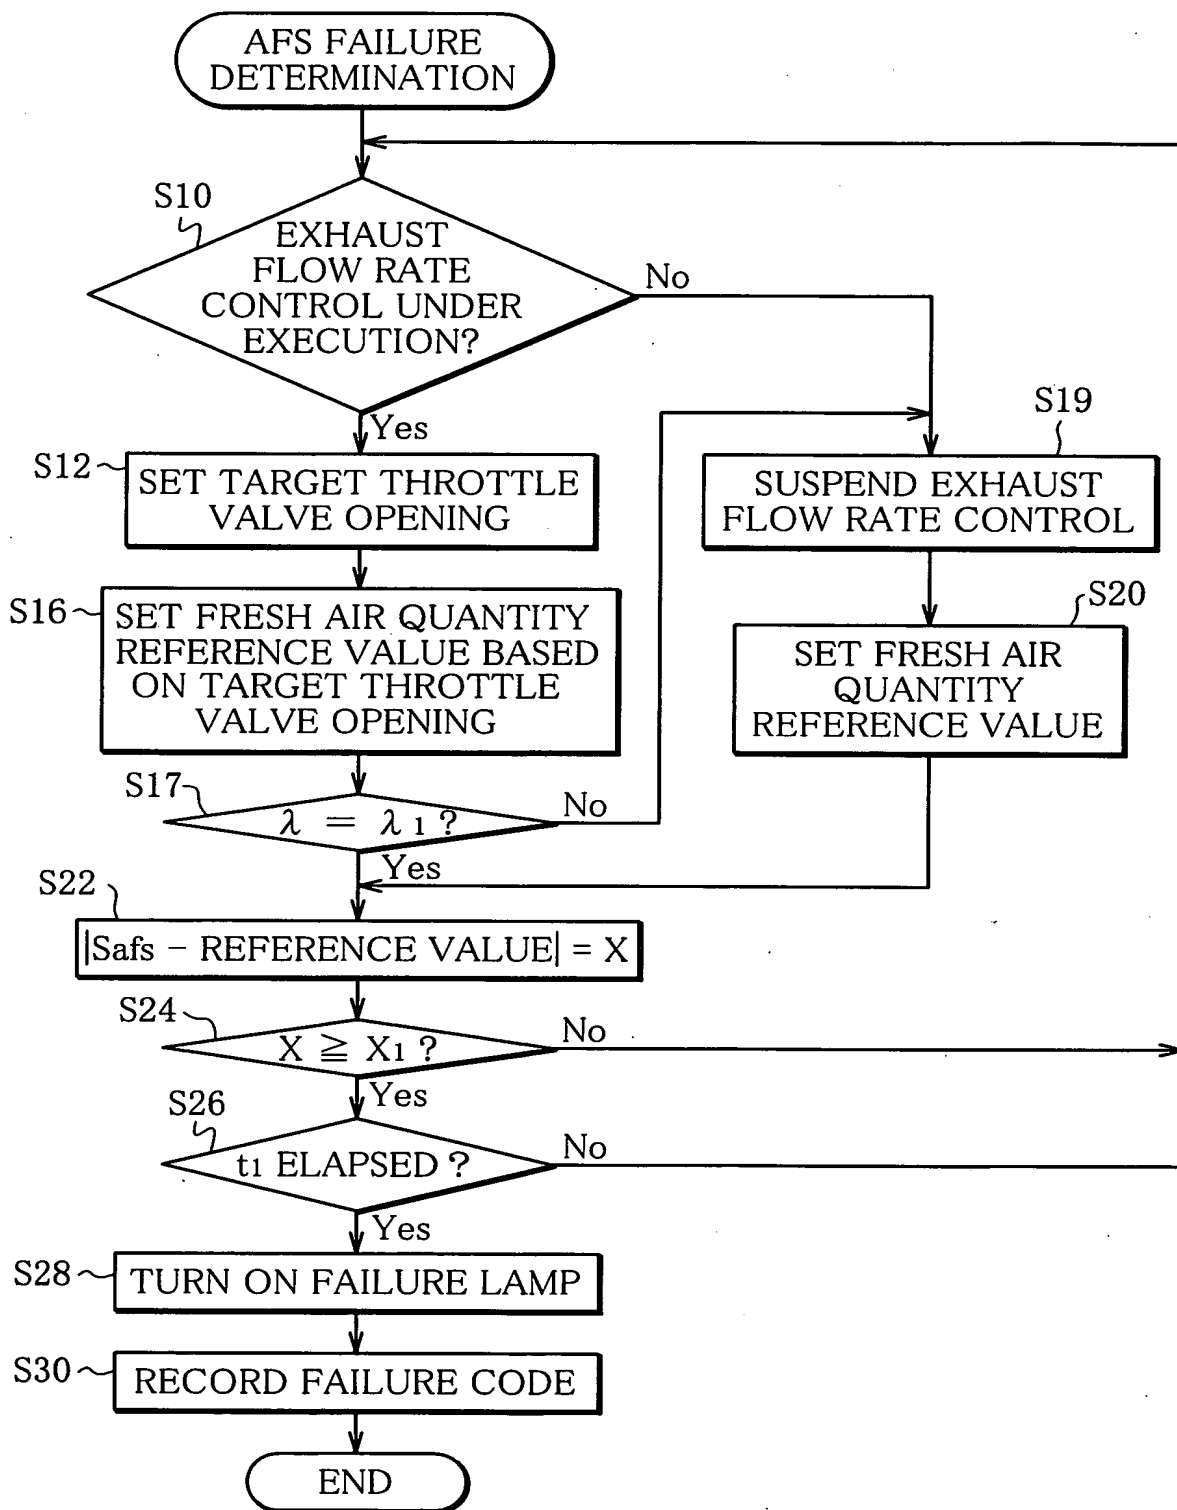 AFS FAILURE
DETERMINATION
S10
EXHAUST
FLOW RATE
CONTROL UNDER
EXECUTION?
No
Yes
S12
SET TARGET THROTTLE
VALVE OPENING
S19
SUSPEND EXHAUST
FLOW RATE CONTROL
S16
SET FRESH AIR QUANTITY
REFERENCE VALUE BASED
ON TARGET THROTTLE
VALVE OPENING
S20
SET FRESH AIR
QUANTITY
REFERENCE VALUE
S17
λ = λ1 ?
No
Yes
S22
|Safs − REFERENCE VALUE| = X
S24
X ≧ X1 ?
No
Yes
S26
t1 ELAPSED ?
No
Yes
S28
TURN ON FAILURE LAMP
S30
RECORD FAILURE CODE
END